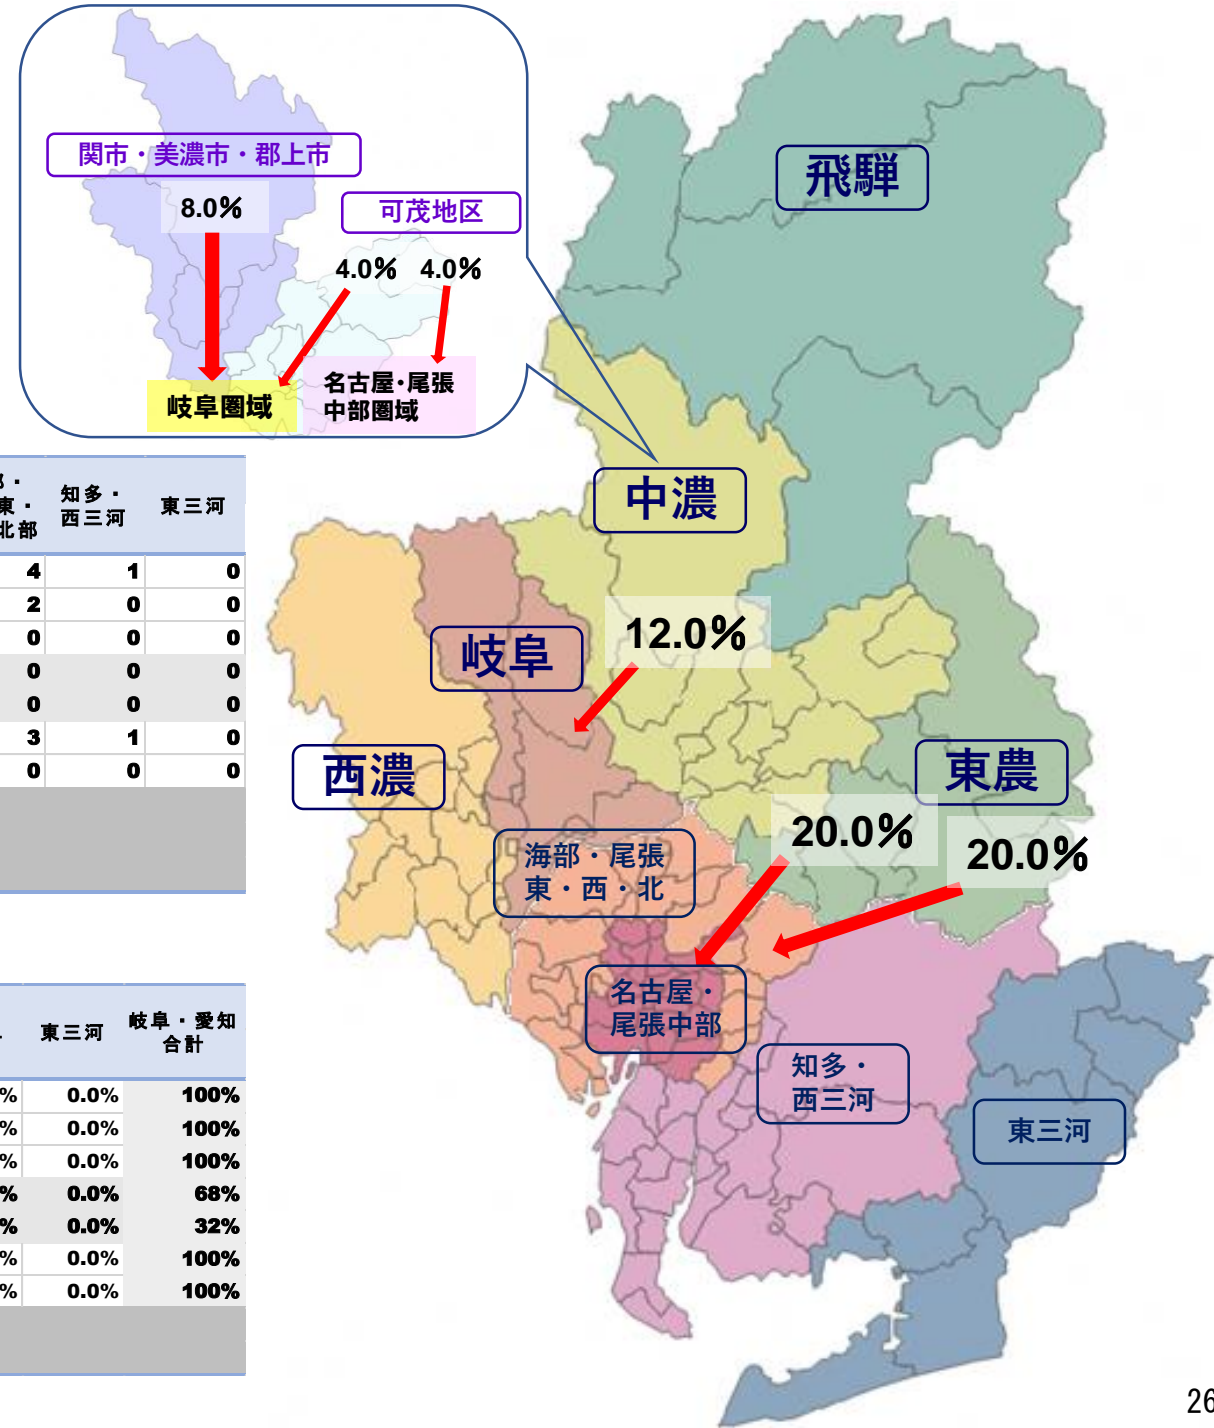 関市・美濃市・郡上市
8.0%
可茂地区
4.0%
4.0%
岐阜圏域
名古屋・尾張
中部圏域
飛騨
中濃
12.0%
岐阜
西濃
東農
20.0%
20.0%
海部・尾張
東・西・北
名古屋・
尾張中部
知多・
西三河
東三河
東・
北部
知多・
西三河
東三河
4 1 0
2 0 0
0 0 0
0 0 0
0 0 0
3 1 0
0 0 0
東三河
岐阜・愛知
合計
% 0.0% 100%
% 0.0% 100%
% 0.0% 100%
% 0.0% 68%
% 0.0% 32%
% 0.0% 100%
% 0.0% 100%
26